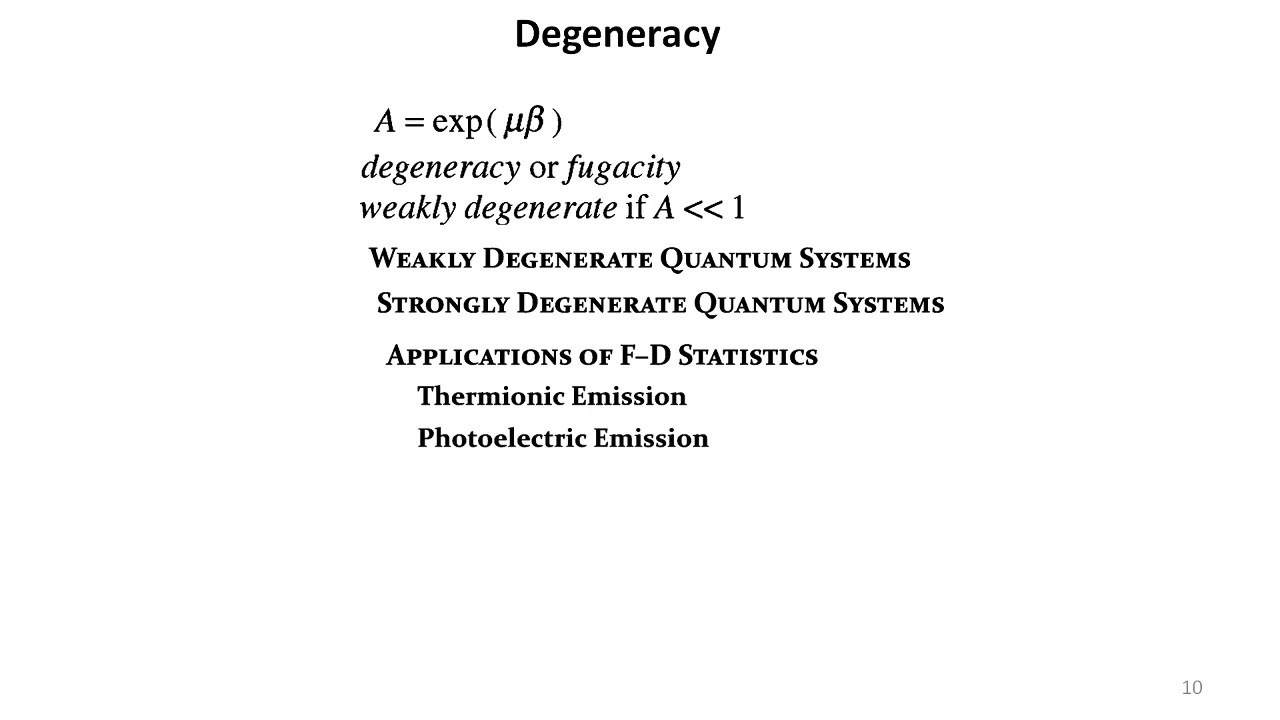 Degeneracy
A = exp( μβ )
degeneracy or fugacity
weakly degenerate if A << 1
WEAKLY DEGENERATE QUANTUM SYSTEMS
STRONGLY DEGENERATE QUANTUM SYSTEMS
APPLICATIONS OF F–D STATISTICS
Thermionic Emission
Photoelectric Emission
10